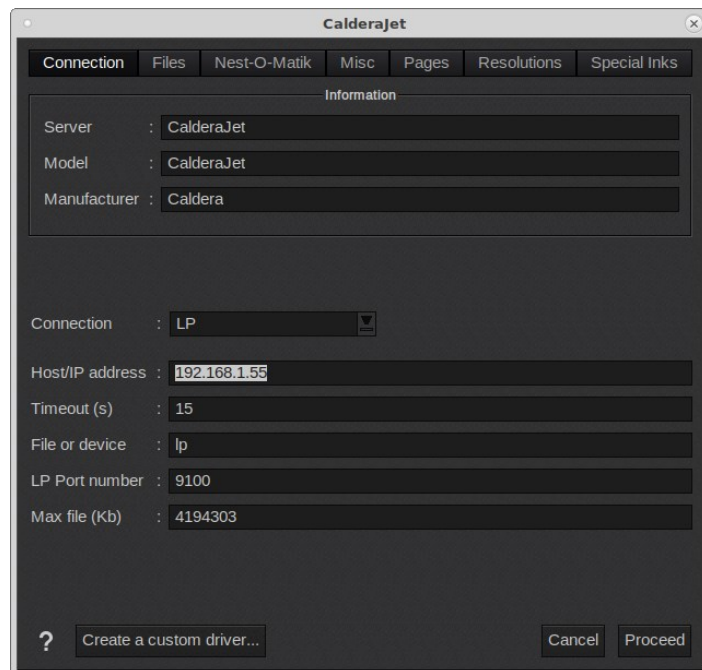 CalderaJet
Connection Files Nest-O-Matik Misc Pages Resolutions Special Inks
Information
Server : CalderaJet
Model : CalderaJet
Manufacturer : Caldera
Connection : LP
Host/IP address : 192.168.1.55
Timeout (s) : 15
File or device : lp
LP Port number : 9100
Max file (Kb) : 4194303
? Create a custom driver... Cancel Proceed